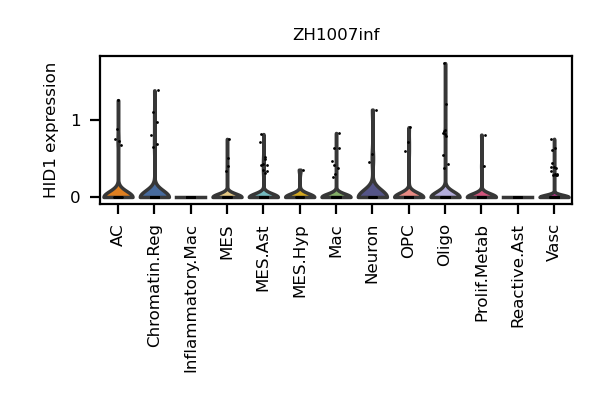 ZH1007inf
HID1 expression
1
0
AC
Chromatin.Reg
Inflammatory.Mac
MES
MES.Ast
MES.Hyp
Mac
Neuron
OPC
Oligo
Prolif.Metab
Reactive.Ast
Vasc